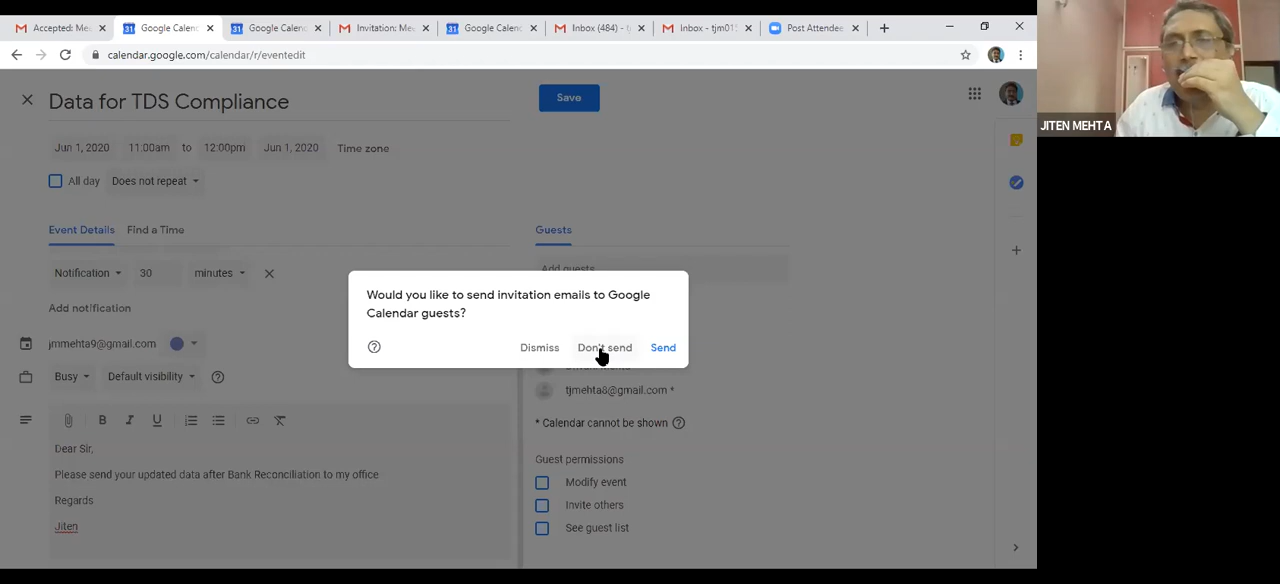 Accepted: Me
Google Calen
Google Calen
Invitation: Me
Google Calen
Inbox (484) - t
Inbox - tjm01
Post Attendee
calendar.google.com/calendar/r/eventedit
JITEN MEHTA
Data for TDS Compliance
Save
Jun 1, 2020 11:00am to 12:00pm Jun 1, 2020 Time zone
All day Does not repeat
Event Details Find a Time
Guests
Notification 30 minutes
Add guests
Add notification
Would you like to send invitation emails to Google
Calendar guests?
Dismiss Don't send Send
jmmehta9@gmail.com
Busy Default visibility
tjmehta8@gmail.com *
* Calendar cannot be shown
B I U
Dear Sir,
Please send your updated data after Bank Reconciliation to my office
Regards
Jiten
Guest permissions
Modify event
Invite others
See guest list